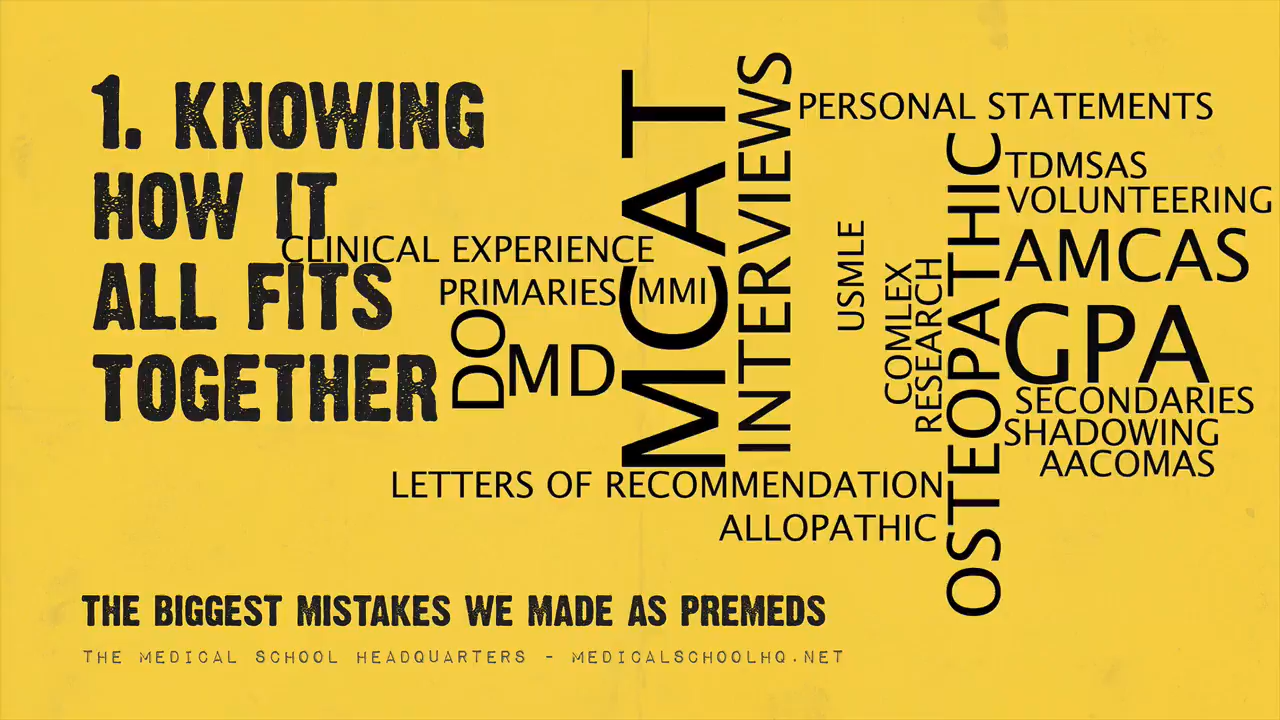 1. KNOWING
HOW IT
ALL FITS
TOGETHER
CLINICAL EXPERIENCE
PRIMARIES
MMI
DO
MD
MCAT
INTERVIEWS
PERSONAL STATEMENTS
TDMSAS
VOLUNTEERING
AMCAS
GPA
SECONDARIES
SHADOWING
AACOMAS
USMLE
COMLEX
RESEARCH
OSTEOPATHIC
LETTERS OF RECOMMENDATION
ALLOPATHIC
THE BIGGEST MISTAKES WE MADE AS PREMEDS
THE MEDICAL SCHOOL HEADQUARTERS - MEDICALSCHOOLHQ.NET